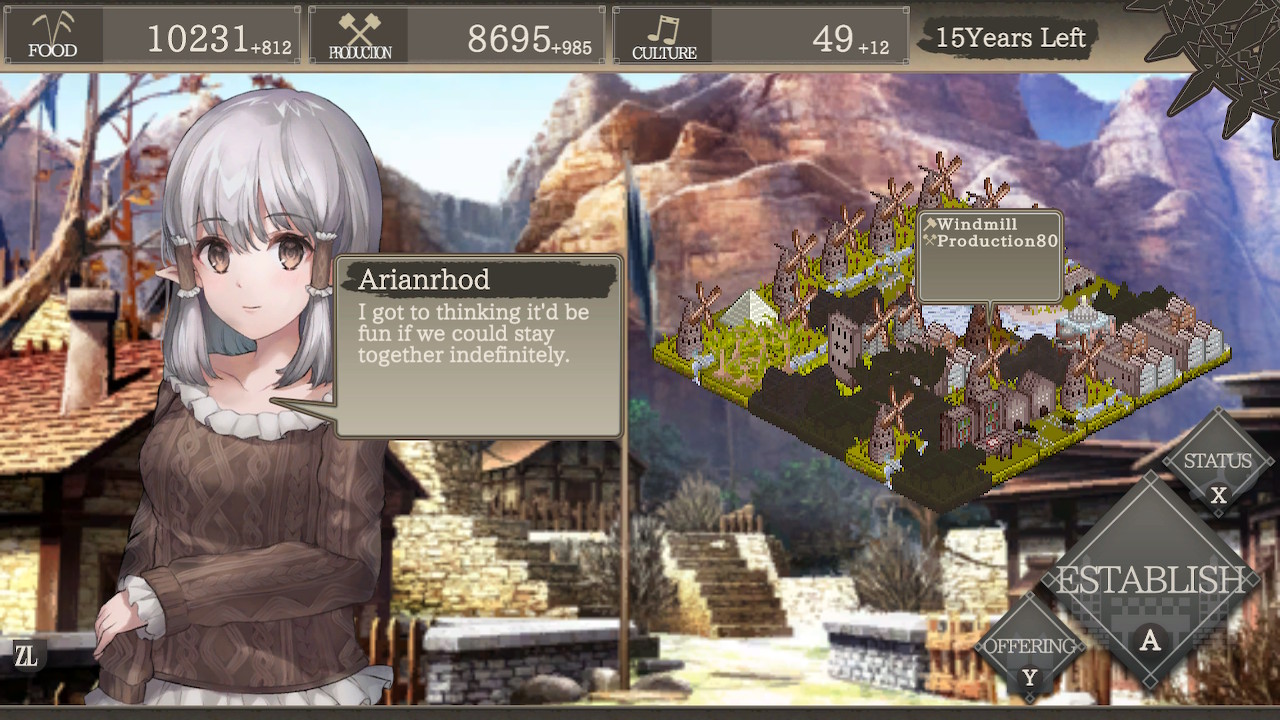 FOOD
10231+812
PRODUCTION
8695+985
CULTURE
49+12
15Years Left
Arianrhod
I got to thinking it'd be
fun if we could stay
together indefinitely.
Windmill
Production80
STATUS
X
ESTABLISH
A
OFFERING
Y
ZL